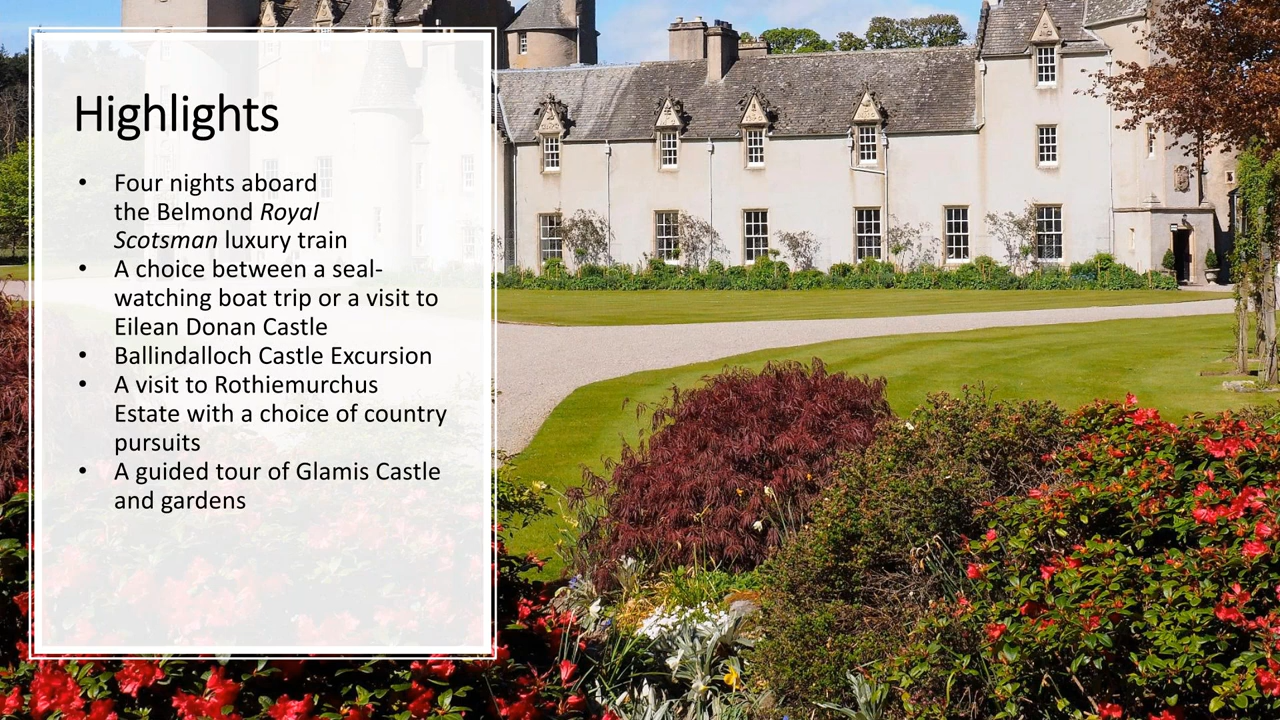 Highlights
• Four nights aboard
the Belmond Royal
Scotsman luxury train
• A choice between a seal-
watching boat trip or a visit to
Eilean Donan Castle
• Ballindalloch Castle Excursion
• A visit to Rothiemurchus
Estate with a choice of country
pursuits
• A guided tour of Glamis Castle
and gardens